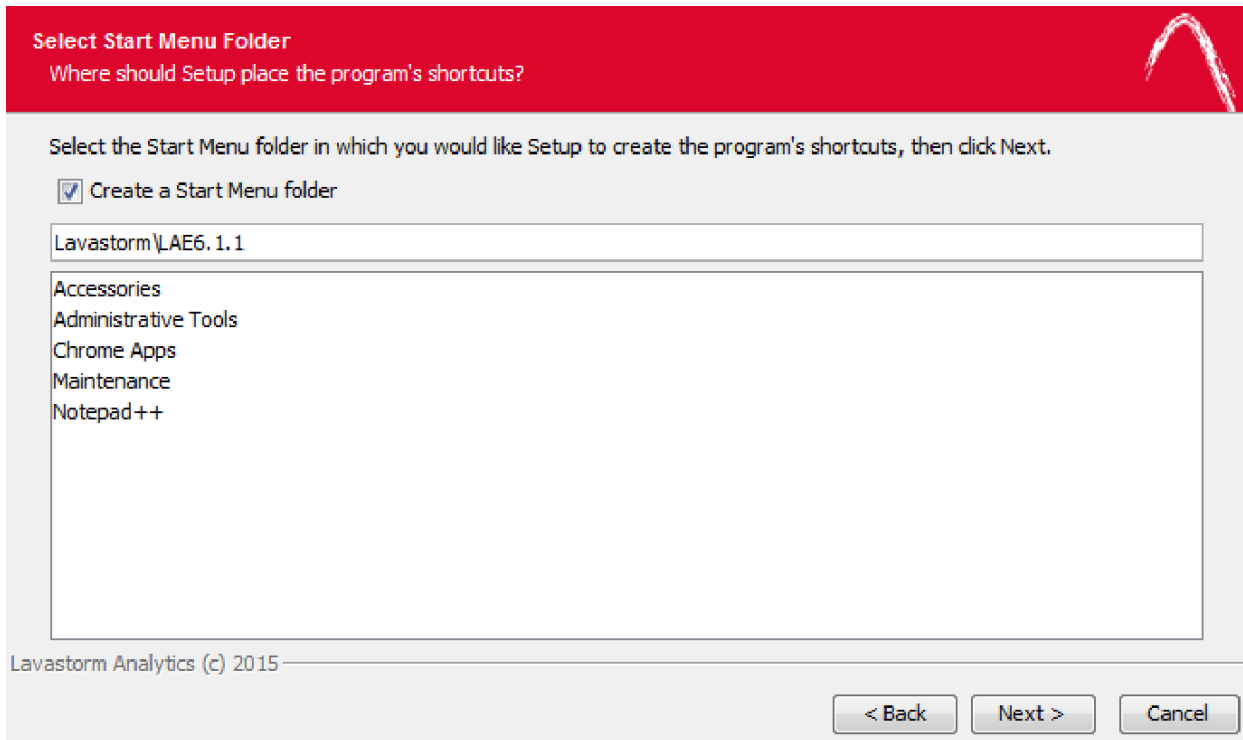 Select Start Menu Folder
Where should Setup place the program's shortcuts?
Select the Start Menu folder in which you would like Setup to create the program's shortcuts, then click Next.
Create a Start Menu folder
Lavastorm\LAE6.1.1
Accessories
Administrative Tools
Chrome Apps
Maintenance
Notepad++
Lavastorm Analytics (c) 2015
< Back Next > Cancel